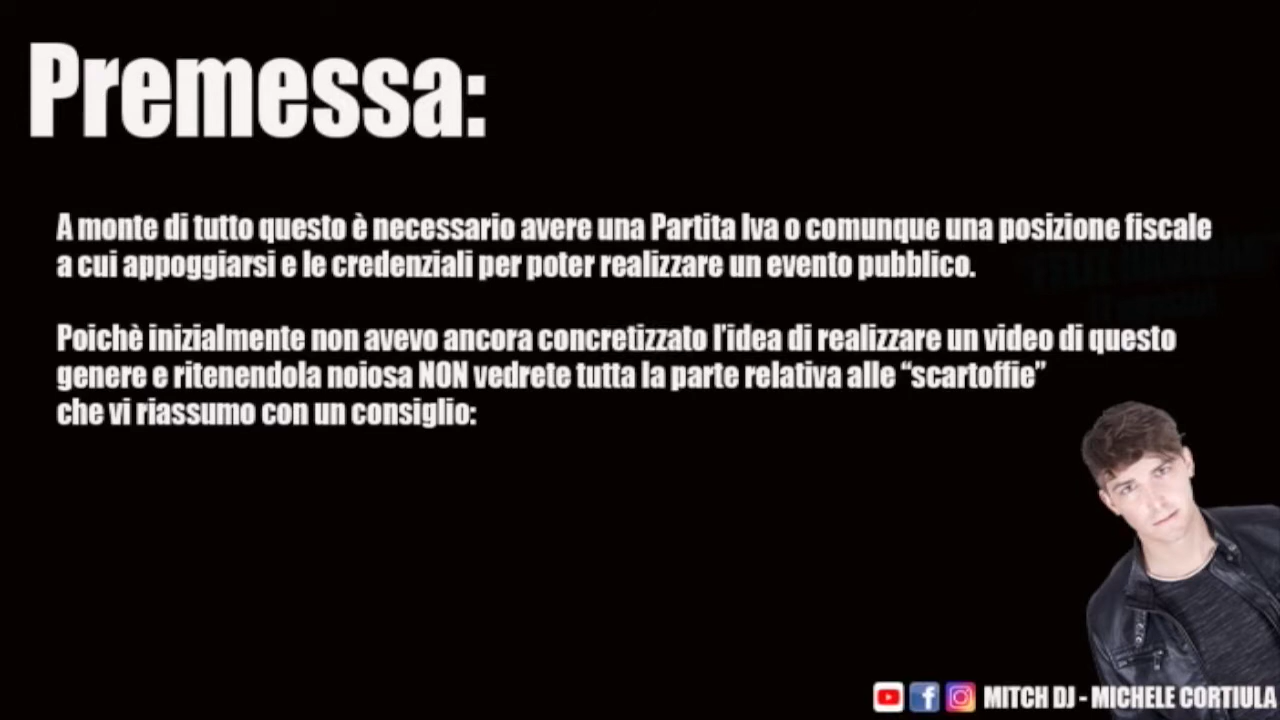 Premessa:
A monte di tutto questo è necessario avere una Partita Iva o comunque una posizione fiscale
a cui appoggiarsi e le credenziali per poter realizzare un evento pubblico.
Poichè inizialmente non avevo ancora concretizzato l'idea di realizzare un video di questo
genere e ritenendola noiosa NON vedrete tutta la parte relativa alle “scartoffie”
che vi riassumo con un consiglio:
MITCH DJ - MICHELE CORTIULA